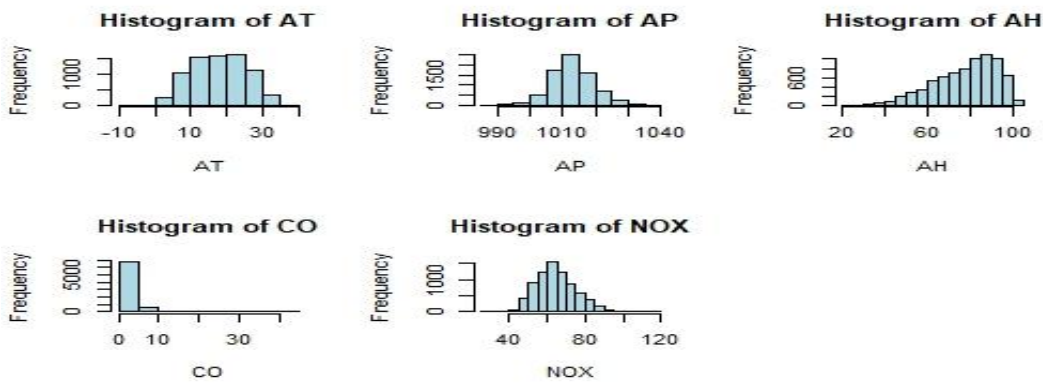 Histogram of AT
Frequency
0 1000
-10 10 30
AT
Histogram of AP
Frequency
0 1500
990 1010 1040
AP
Histogram of AH
Frequency
0 600
20 60 100
AH
Histogram of CO
Frequency
0 5000
0 10 30
CO
Histogram of NOX
Frequency
0 1000
40 80 120
NOX